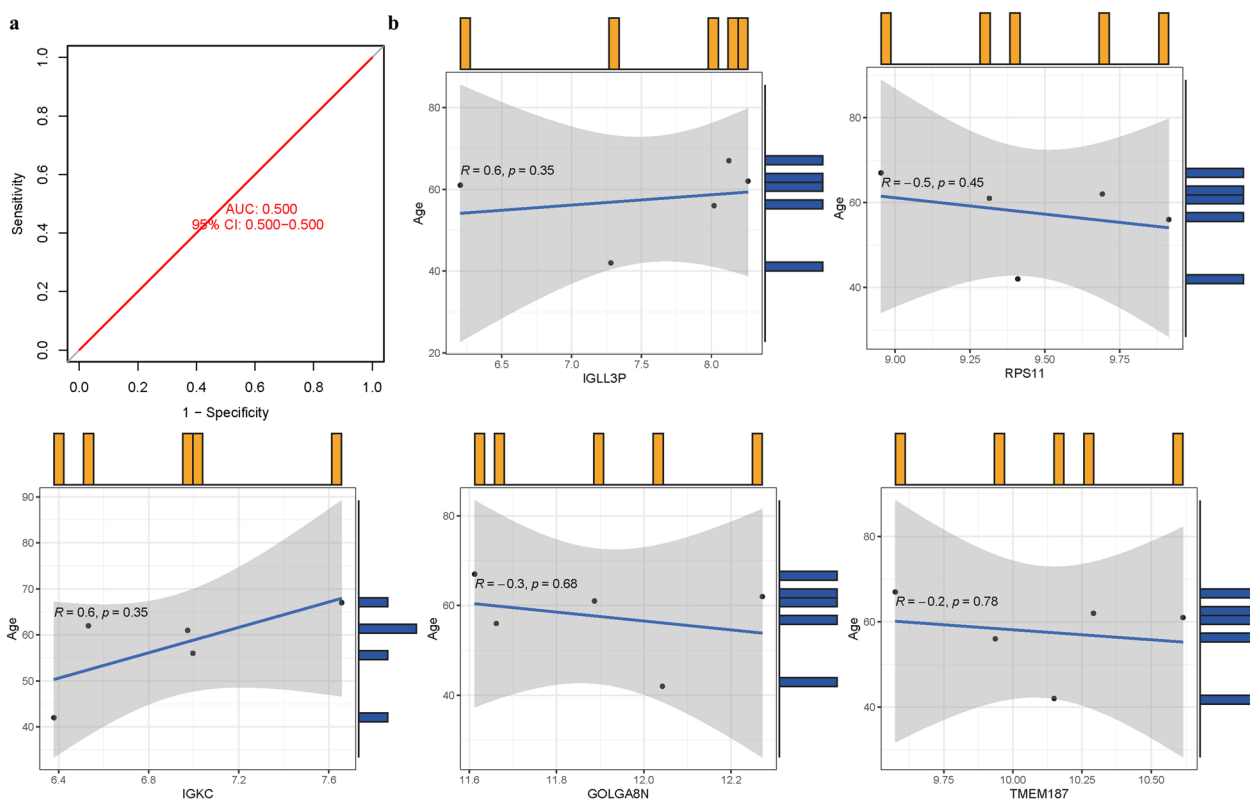 a
1.0
0.8
0.6
0.4
0.2
0.0
Sensitivity
AUC: 0.500
95% CI: 0.500−0.500
0.0 0.2 0.4 0.6 0.8 1.0
1 − Specificity
b
80
60
40
20
Age
R = 0.6, p = 0.35
6.5 7.0 7.5 8.0
IGLL3P
80
60
40
Age
R = −0.5, p = 0.45
9.00 9.25 9.50 9.75
RPS11
90
80
70
60
50
40
Age
R = 0.6, p = 0.35
6.4 6.8 7.2 7.6
IGKC
80
60
40
Age
R = −0.3, p = 0.68
11.6 11.8 12.0 12.2
GOLGA8N
80
60
40
Age
R = −0.2, p = 0.78
9.75 10.00 10.25 10.50
TMEM187